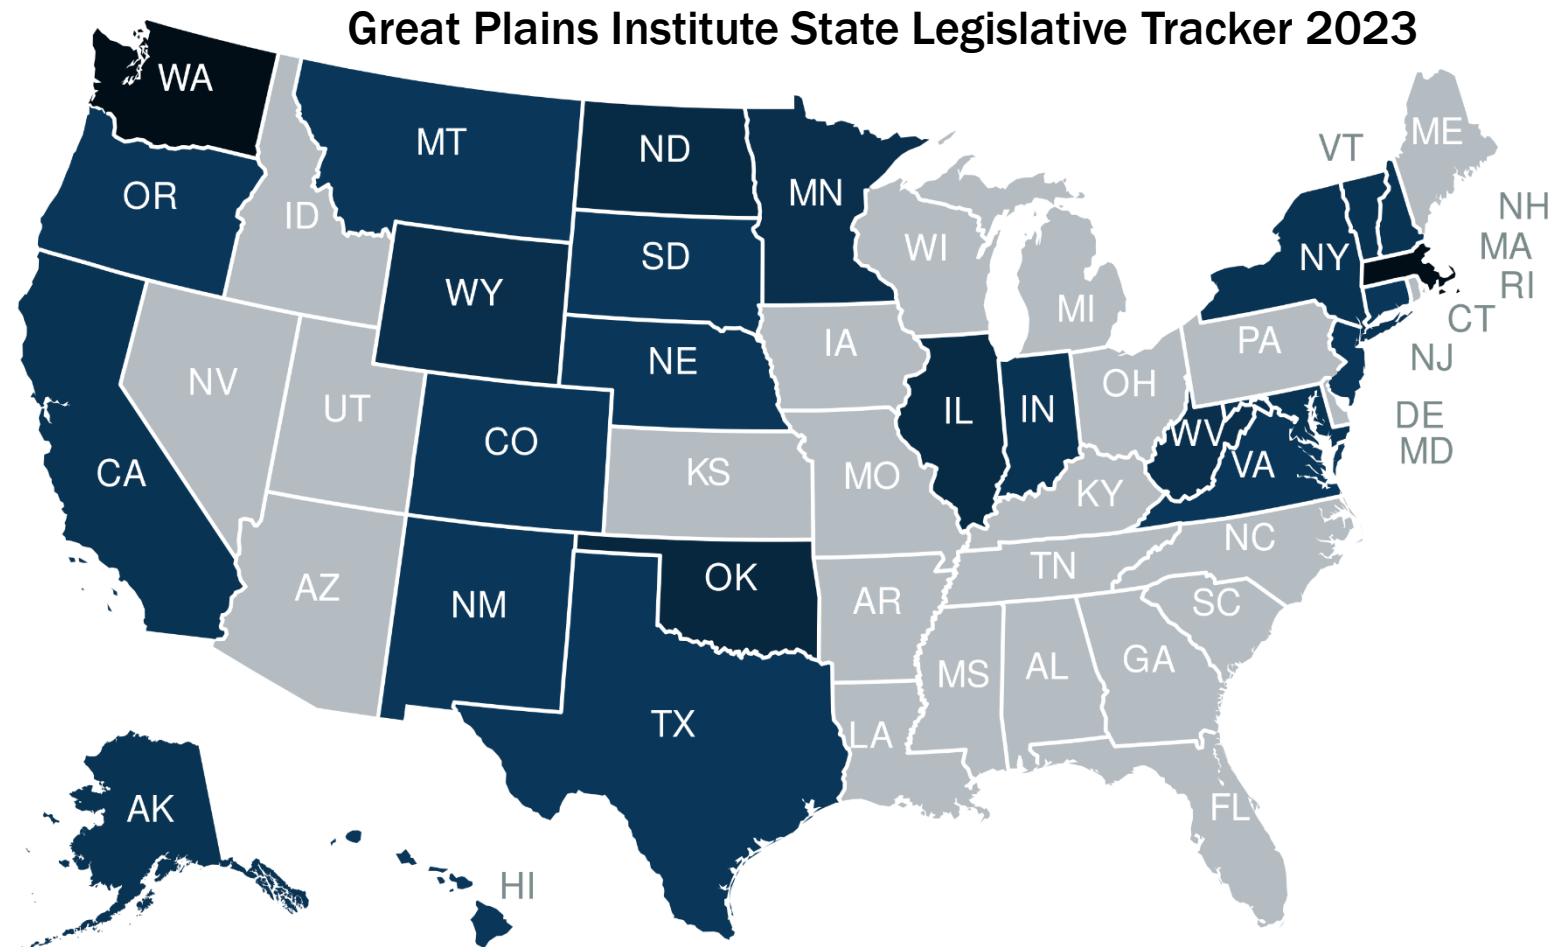 Great Plains Institute State Legislative Tracker 2023
WA
MT
ND
MN
VT
ME
OR
ID
SD
WI
NY
NH
MA
RI
WY
MI
CT
NE
IA
PA
NJ
NV
UT
CO
IL
IN
OH
DE
MD
CA
KS
MO
WV
VA
KY
AZ
NM
OK
AR
TN
NC
SC
TX
MS
AL
GA
LA
FL
AK
HI